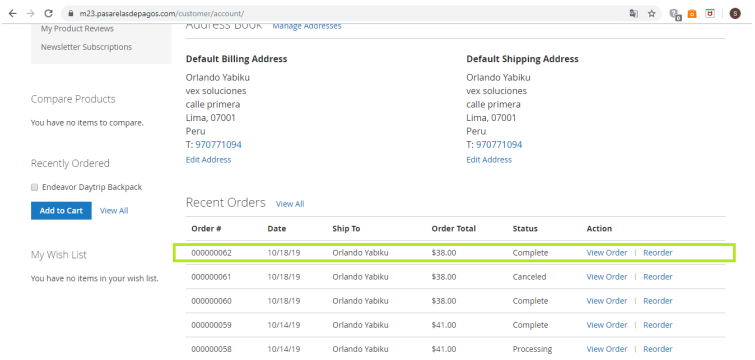 m23.pasarelasdepagos.com/customer/account/
My Product Reviews
Newsletter Subscriptions
Compare Products
You have no items to compare.
Recently Ordered
Endeavor Daytrip Backpack
Add to Cart View All
My Wish List
You have no items in your wish list.
Address Book Manage Addresses
Default Billing Address
Orlando Yabiku
vex soluciones
calle primera
Lima, 07001
Peru
T: 970771094
Edit Address
Default Shipping Address
Orlando Yabiku
vex soluciones
calle primera
Lima, 07001
Peru
T: 970771094
Edit Address
Recent Orders View All
Order # Date Ship To Order Total Status Action
000000062 10/18/19 Orlando Yabiku $38.00 Complete View Order | Reorder
000000061 10/18/19 Orlando Yabiku $38.00 Canceled View Order | Reorder
000000060 10/18/19 Orlando Yabiku $38.00 Complete View Order | Reorder
000000059 10/14/19 Orlando Yabiku $41.00 Complete View Order | Reorder
000000058 10/14/19 Orlando Yabiku $41.00 Processing View Order | Reorder